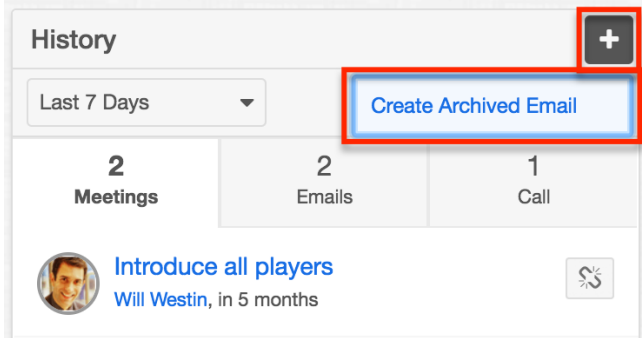 History
+
Last 7 Days
Create Archived Email
2
Meetings
2
Emails
1
Call
Introduce all players
Will Westin, in 5 months